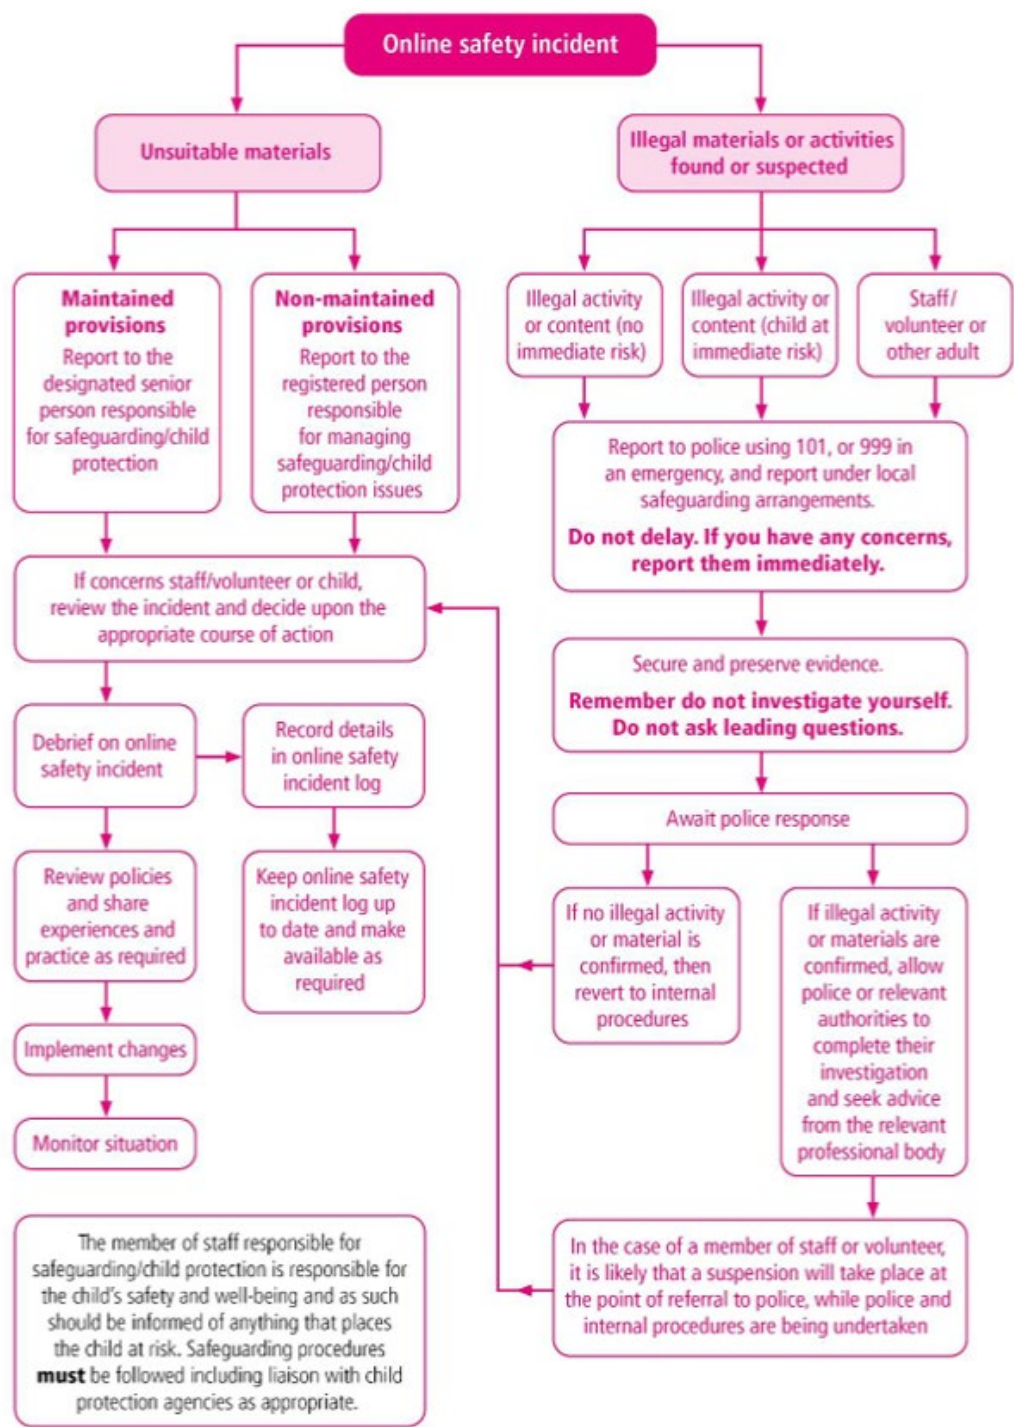 Online safety incident
Unsuitable materials
Illegal materials or activities
found or suspected
Maintained
provisions
Report to the
designated senior
person responsible
for safeguarding/child
protection
Non-maintained
provisions
Report to the
registered person
responsible
for managing
safeguarding/child
protection issues
Illegal activity
or content (no
immediate risk)
Illegal activity or
content (child at
immediate risk)
Staff/
volunteer or
other adult
Report to police using 101, or 999 in
an emergency, and report under local
safeguarding arrangements.
Do not delay. If you have any concerns,
report them immediately.
If concerns staff/volunteer or child,
review the incident and decide upon the
appropriate course of action
Secure and preserve evidence.
Remember do not investigate yourself.
Do not ask leading questions.
Debrief on online
safety incident
Record details
in online safety
incident log
Await police response
Review policies
and share
experiences and
practice as required
Keep online safety
incident log up
to date and make
available as
required
If no illegal activity
or material is
confirmed, then
revert to internal
procedures
If illegal activity
or materials are
confirmed, allow
police or relevant
authorities to
complete their
investigation
and seek advice
from the relevant
professional body
Implement changes
Monitor situation
The member of staff responsible for
safeguarding/child protection is responsible for
the child's safety and well-being and as such
should be informed of anything that places
the child at risk. Safeguarding procedures
must be followed including liaison with child
protection agencies as appropriate.
In the case of a member of staff or volunteer,
it is likely that a suspension will take place at
the point of referral to police, while police and
internal procedures are being undertaken